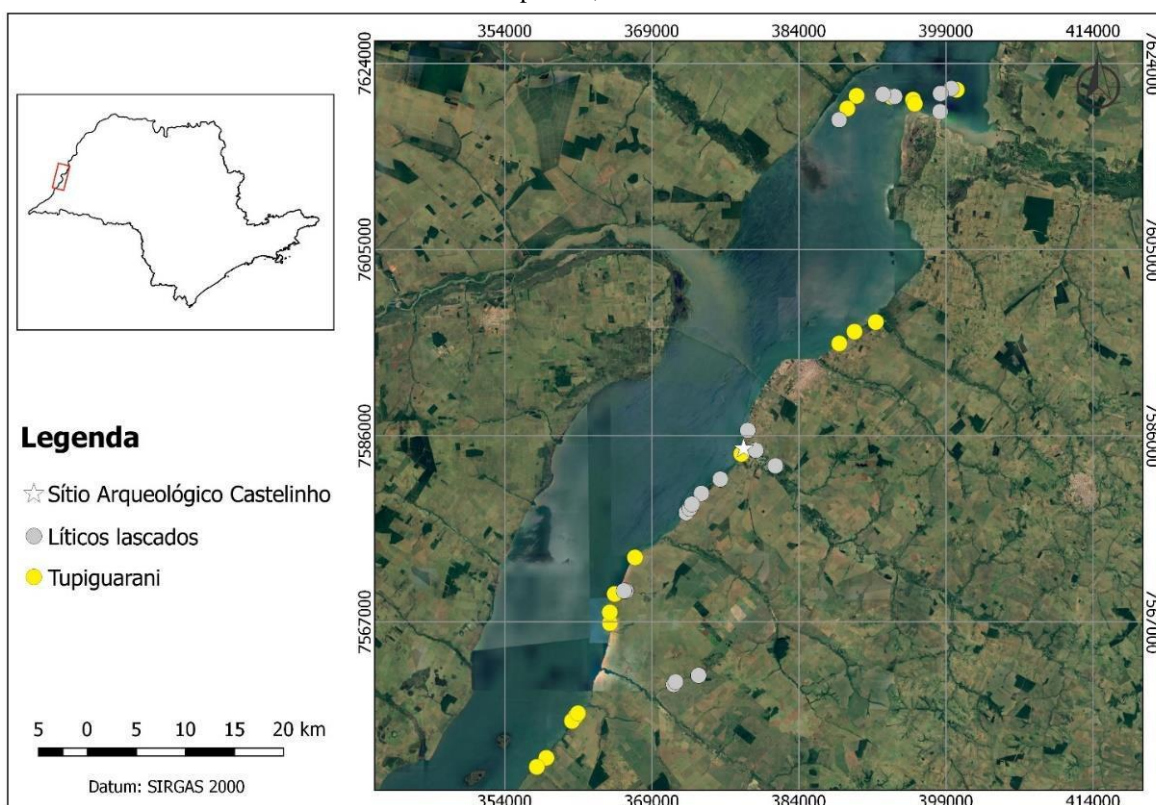 354000 369000 384000 399000 414000
7624000 7624000
7605000 7605000
7586000 7586000
7567000 7567000
Legenda
Sítio Arqueológico Castelinho
Líticos lascados
Tupiguarani
5 0 5 10 15 20 km
Datum: SIRGAS 2000
354000 369000 384000 399000 414000